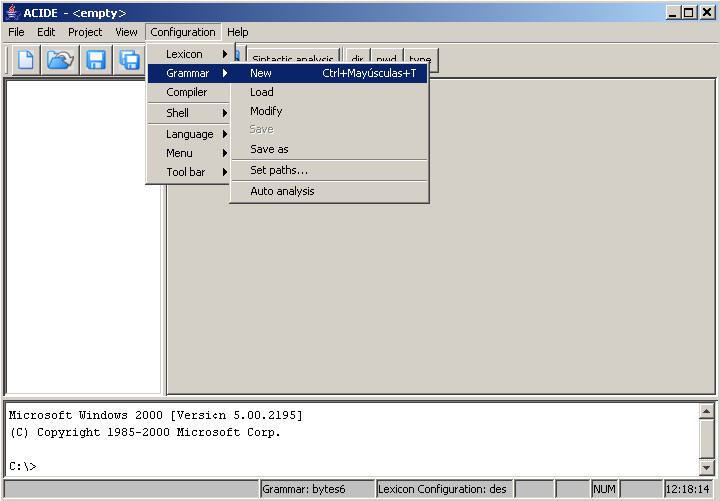 ACIDE - <empty>
File Edit Project View Configuration Help
Sintactic analysis dir pwd type
Lexicon
Grammar
Compiler
Shell
Language
Menu
Tool bar
New Ctrl+Mayúsculas+T
Load
Modify
Save
Save as
Set paths...
Auto analysis
Microsoft Windows 2000 [Versi¢n 5.00.2195]
(C) Copyright 1985-2000 Microsoft Corp.
C:\>
Grammar: bytes6 Lexicon Configuration: des NUM 12:18:14